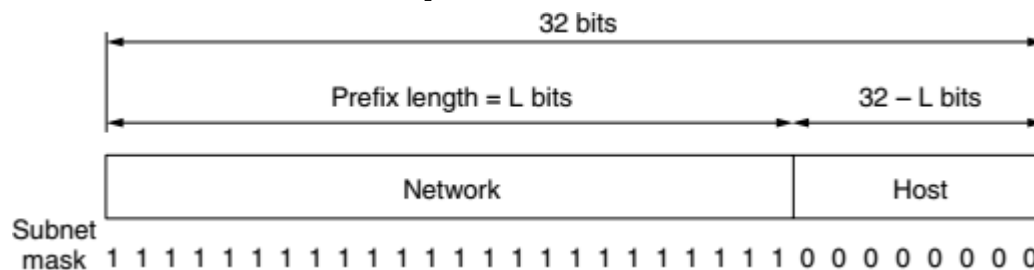 32 bits
Prefix length = L bits 32 – L bits
Network Host
Subnet
mask 1 1 1 1 1 1 1 1 1 1 1 1 1 1 1 1 1 1 1 1 1 1 1 1 0 0 0 0 0 0 0 0